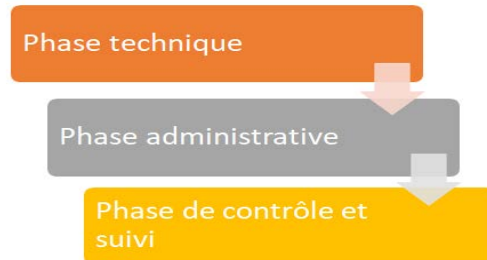 Phase technique
Phase administrative
Phase de contrôle et
suivi